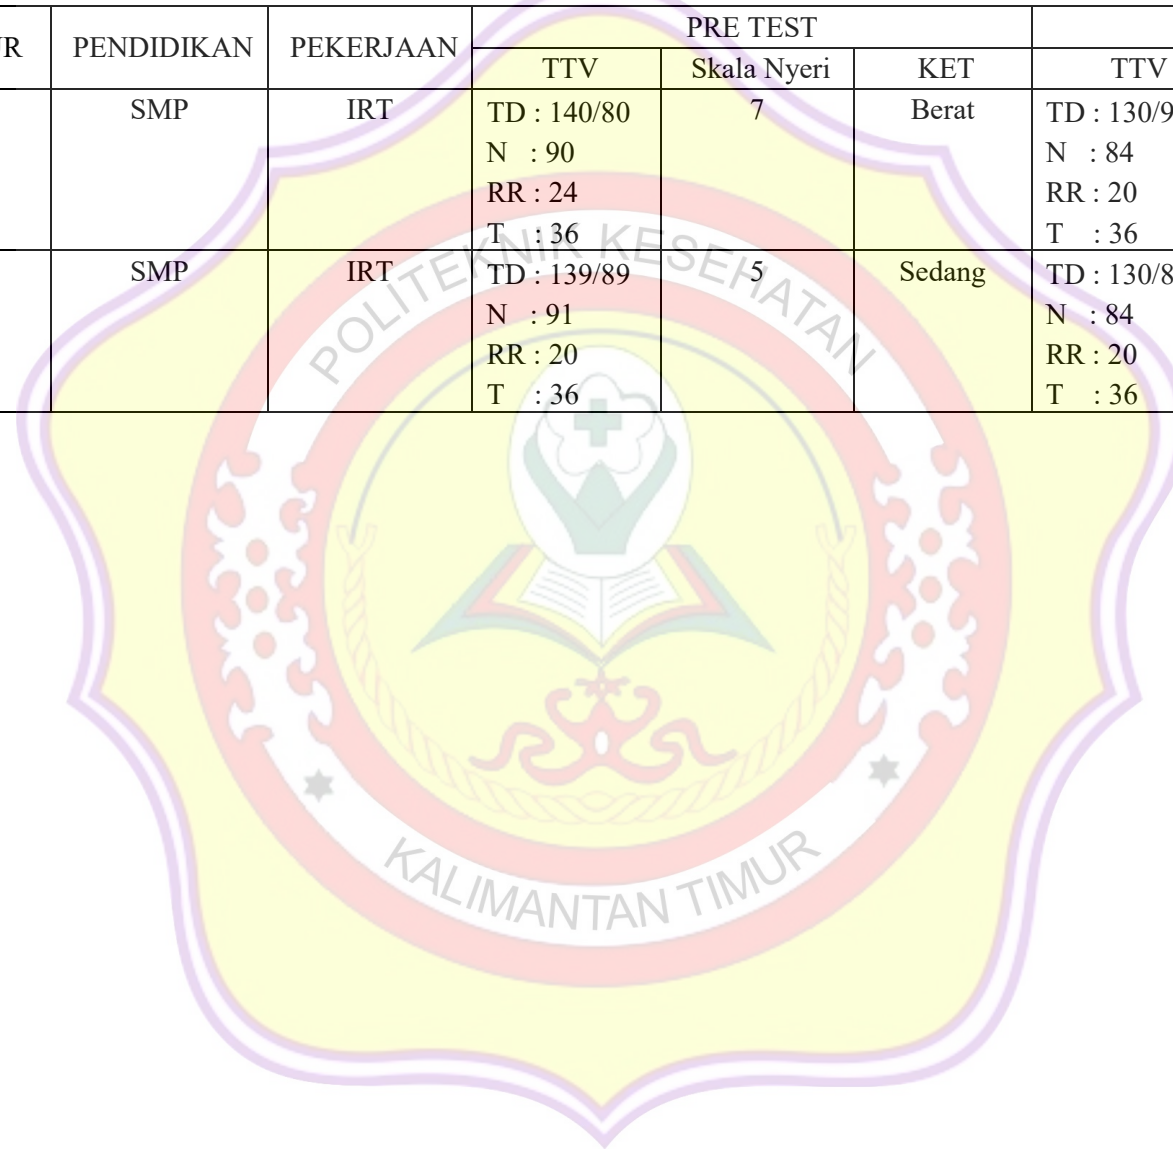 PENDIDIKAN PEKERJAAN PRE TEST
TTV Skala Nyeri KET TTV
SMP IRT TD : 140/80 7 Berat TD : 130/9
N : 90 N : 84
RR : 24 RR : 20
T : 36 T : 36
SMP IRT TD : 139/89 5 Sedang TD : 130/8
N : 91 N : 84
RR : 20 RR : 20
T : 36 T : 36
POLITEKNIK KESEHATAN
KALIMANTAN TIMUR